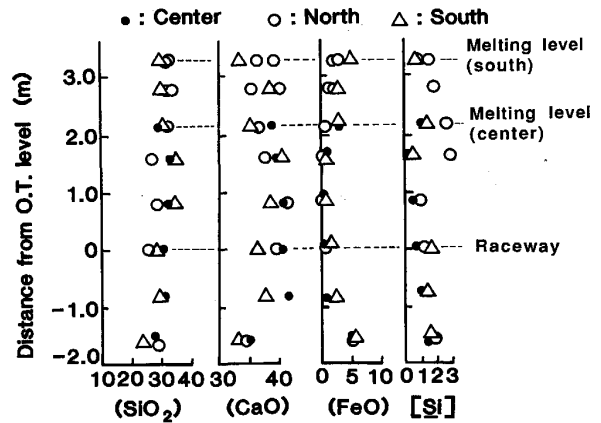 • : Center ○ : North △ : South
Melting level
(south)
Melting level
(center)
Raceway
Distance from O.T. level (m)
3.0
2.0
1.0
0
-1.0
-2.0
10 20 30 40
30 40
0 5 10
0 1 2 3
(SiO₂)
(CaO)
(FeO)
[Si]